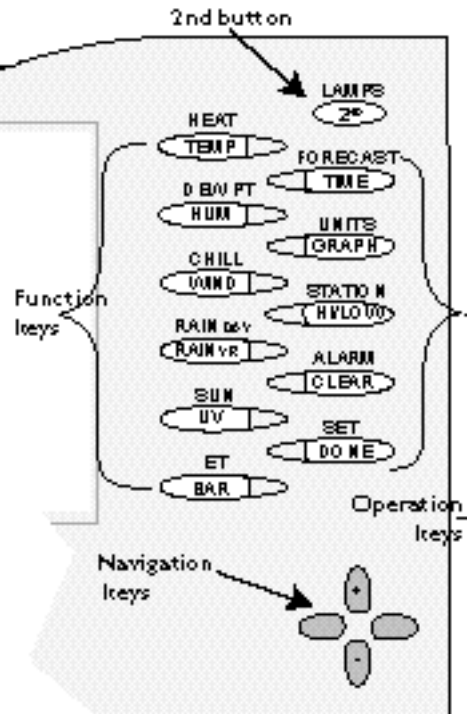 2nd button
LAMPS
2ND
HEAT
TEMP
FORECAST
TIME
DEW PT
HUM
UNITS
GRAPH
CHILL
WIND
STATION
HI/LOW
Function
keys
RAIN DAY
RAIN YR
ALARM
CLEAR
SUN
UV
SET
DONE
ET
BAR
Operation
keys
Navigation
keys
+
-